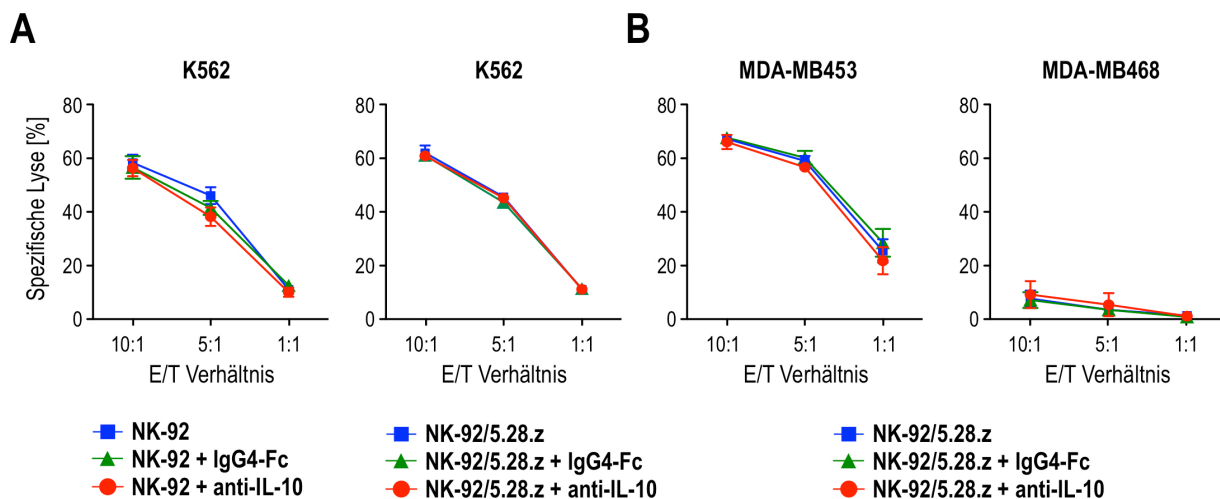 A
B
K562
K562
MDA-MB453
MDA-MB468
Spezifische Lyse [%]
80
60
40
20
0
10:1 5:1 1:1
E/T Verhältnis
80
60
40
20
0
10:1 5:1 1:1
E/T Verhältnis
80
60
40
20
0
10:1 5:1 1:1
E/T Verhältnis
80
60
40
20
0
10:1 5:1 1:1
E/T Verhältnis
NK-92
NK-92 + IgG4-Fc
NK-92 + anti-IL-10
NK-92/5.28.z
NK-92/5.28.z + IgG4-Fc
NK-92/5.28.z + anti-IL-10
NK-92/5.28.z
NK-92/5.28.z + IgG4-Fc
NK-92/5.28.z + anti-IL-10